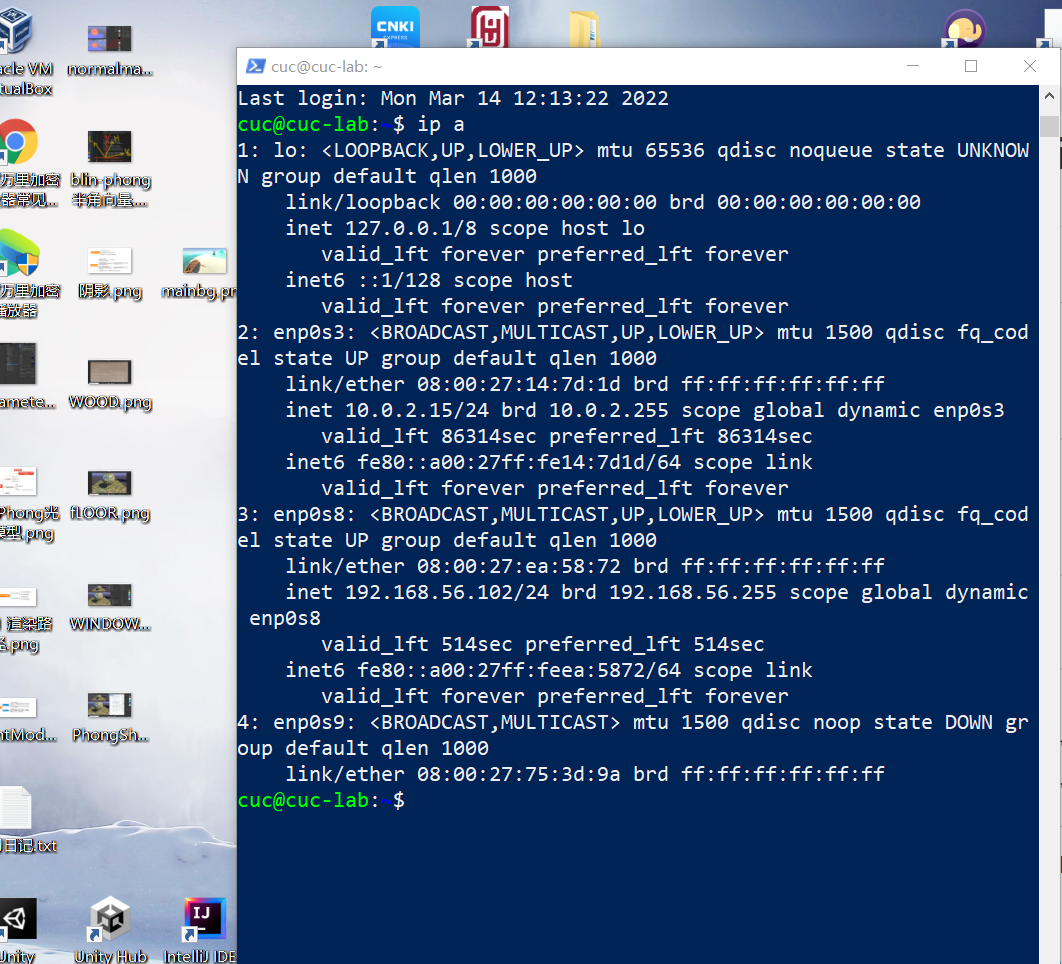 CNKI
EXPRESS
cuc@cuc-lab: ~
Last login: Mon Mar 14 12:13:22 2022
cuc@cuc-lab:~$ ip a
1: lo: <LOOPBACK,UP,LOWER_UP> mtu 65536 qdisc noqueue state UNKNOW
N group default qlen 1000
link/loopback 00:00:00:00:00:00 brd 00:00:00:00:00:00
inet 127.0.0.1/8 scope host lo
valid_lft forever preferred_lft forever
inet6 ::1/128 scope host
valid_lft forever preferred_lft forever
2: enp0s3: <BROADCAST,MULTICAST,UP,LOWER_UP> mtu 1500 qdisc fq_cod
el state UP group default qlen 1000
link/ether 08:00:27:14:7d:1d brd ff:ff:ff:ff:ff:ff
inet 10.0.2.15/24 brd 10.0.2.255 scope global dynamic enp0s3
valid_lft 86314sec preferred_lft 86314sec
inet6 fe80::a00:27ff:fe14:7d1d/64 scope link
valid_lft forever preferred_lft forever
3: enp0s8: <BROADCAST,MULTICAST,UP,LOWER_UP> mtu 1500 qdisc fq_cod
el state UP group default qlen 1000
link/ether 08:00:27:ea:58:72 brd ff:ff:ff:ff:ff:ff
inet 192.168.56.102/24 brd 192.168.56.255 scope global dynamic
enp0s8
valid_lft 514sec preferred_lft 514sec
inet6 fe80::a00:27ff:feea:5872/64 scope link
valid_lft forever preferred_lft forever
4: enp0s9: <BROADCAST,MULTICAST> mtu 1500 qdisc noop state DOWN gr
oup default qlen 1000
link/ether 08:00:27:75:3d:9a brd ff:ff:ff:ff:ff:ff
cuc@cuc-lab:~$
acle VM
tualBox
normalma...
万里加密
器常见...
blin-phong
半角向量...
万里加密
播放器
阴影.png
mainbg.pn
amete...
WOOD.png
Phong光
模型.png
fLOOR.png
渲染路
径.png
WINDOW...
ntMod...
PhongSh...
日记.txt
Unity
Unity Hub
IJ
IntelliJ IDE